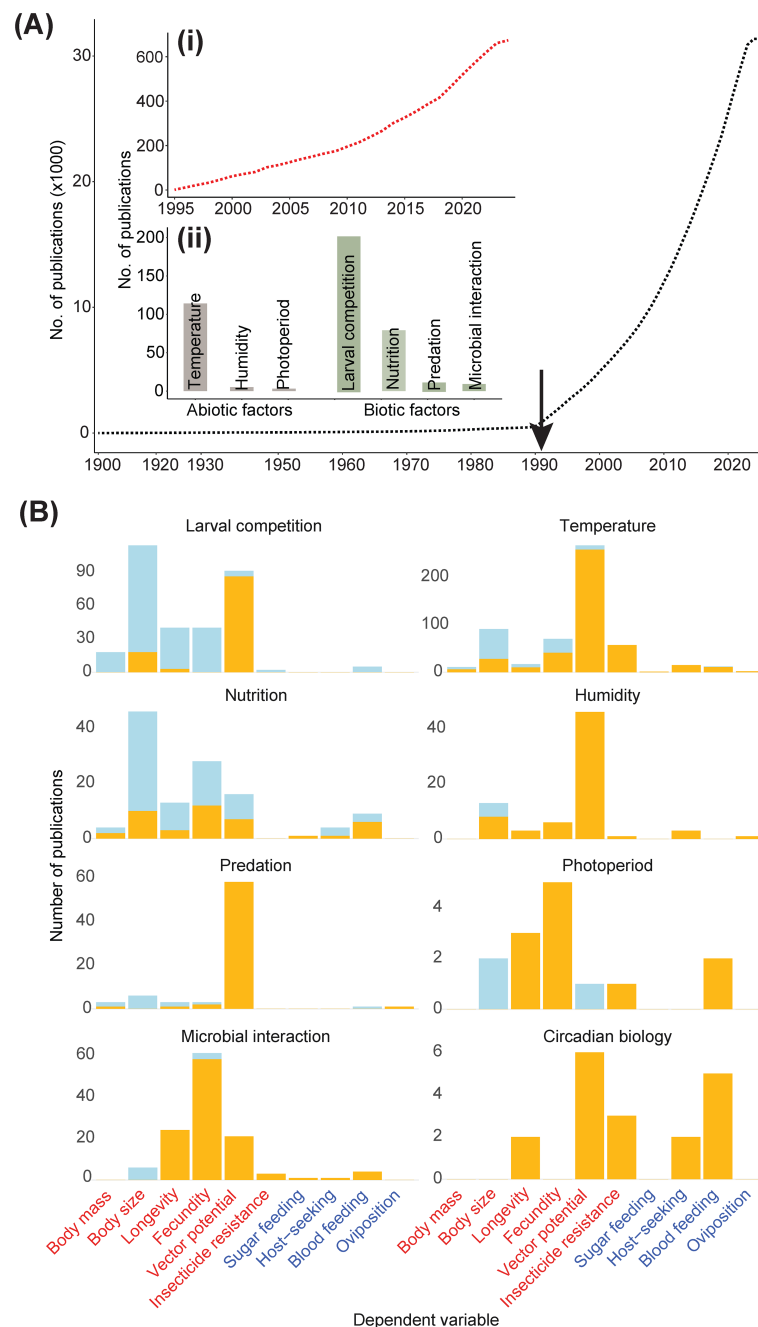 (A)
No. of publications (x1000)
30
20
10
0
1900 1920 1930 1950 1960 1970 1980 1990 2000 2010 2020
(i)
No. of publications
600
400
200
0
1995 2000 2005 2010 2015 2020
(ii)
200
150
100
50
0
Temperature
Humidity
Photoperiod
Larval competition
Nutrition
Predation
Microbial interaction
Abiotic factors
Biotic factors
(B)
Number of publications
Larval competition
90
60
30
0
Temperature
200
100
0
Nutrition
40
20
0
Humidity
40
20
0
Predation
60
40
20
0
Photoperiod
4
2
0
Microbial interaction
60
40
20
0
Circadian biology
6
4
2
0
Body mass
Body size
Longevity
Fecundity
Vector potential
Insecticide resistance
Sugar feeding
Host-seeking
Blood feeding
Oviposition
Body mass
Body size
Longevity
Fecundity
Vector potential
Insecticide resistance
Sugar feeding
Host-seeking
Blood feeding
Oviposition
Dependent variable